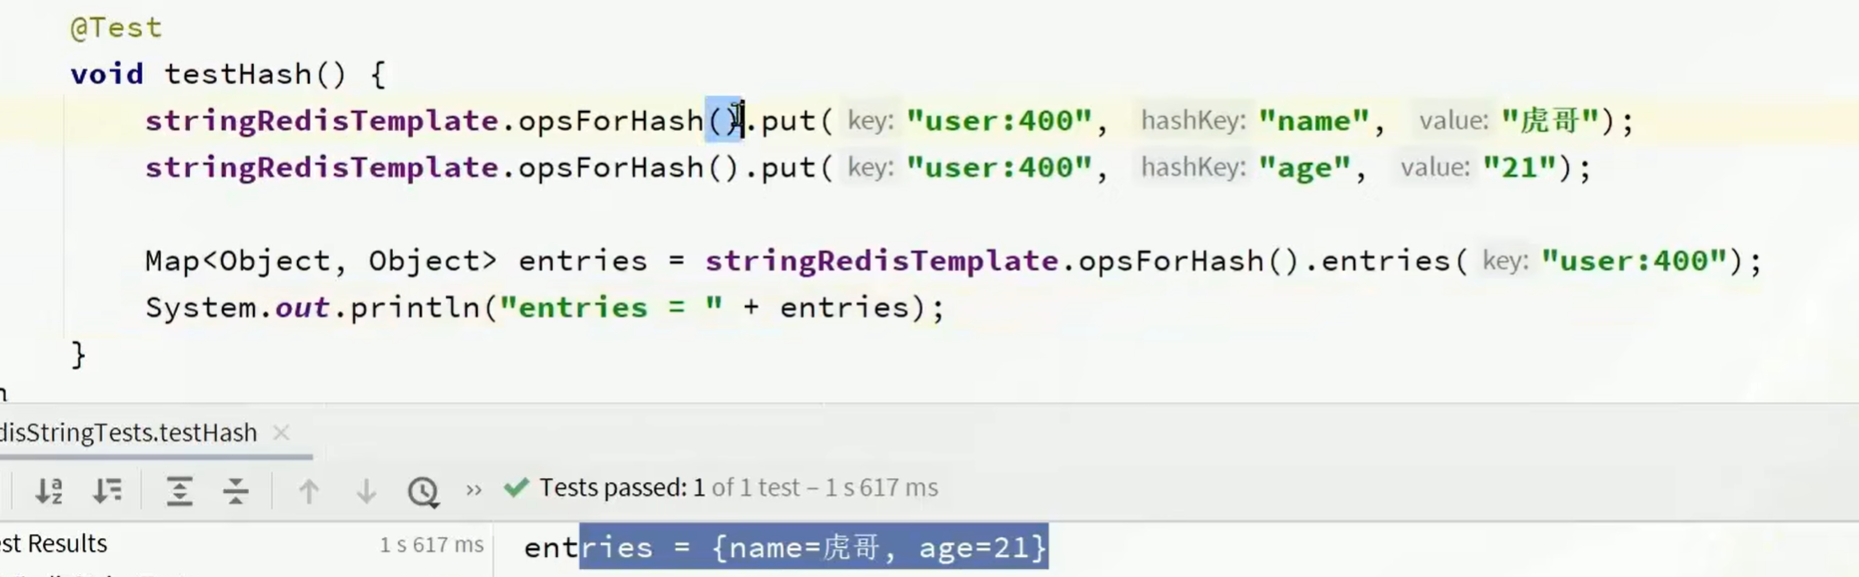 @Test
void testHash() {
stringRedisTemplate.opsForHash().put( key: "user:400", hashKey: "name", value: "虎哥");
stringRedisTemplate.opsForHash().put( key: "user:400", hashKey: "age", value: "21");
Map<Object, Object> entries = stringRedisTemplate.opsForHash().entries( key: "user:400");
System.out.println("entries = " + entries);
}
disStringTests.testHash ×
>> Tests passed: 1 of 1 test – 1 s 617 ms
est Results 1 s 617 ms
entries = {name=虎哥, age=21}